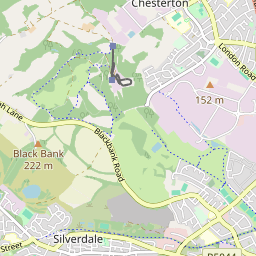 Chesterton
London Road
152 m
Lane
Blackbank Road
Black Bank
222 m
Silverdale
Street
B5044